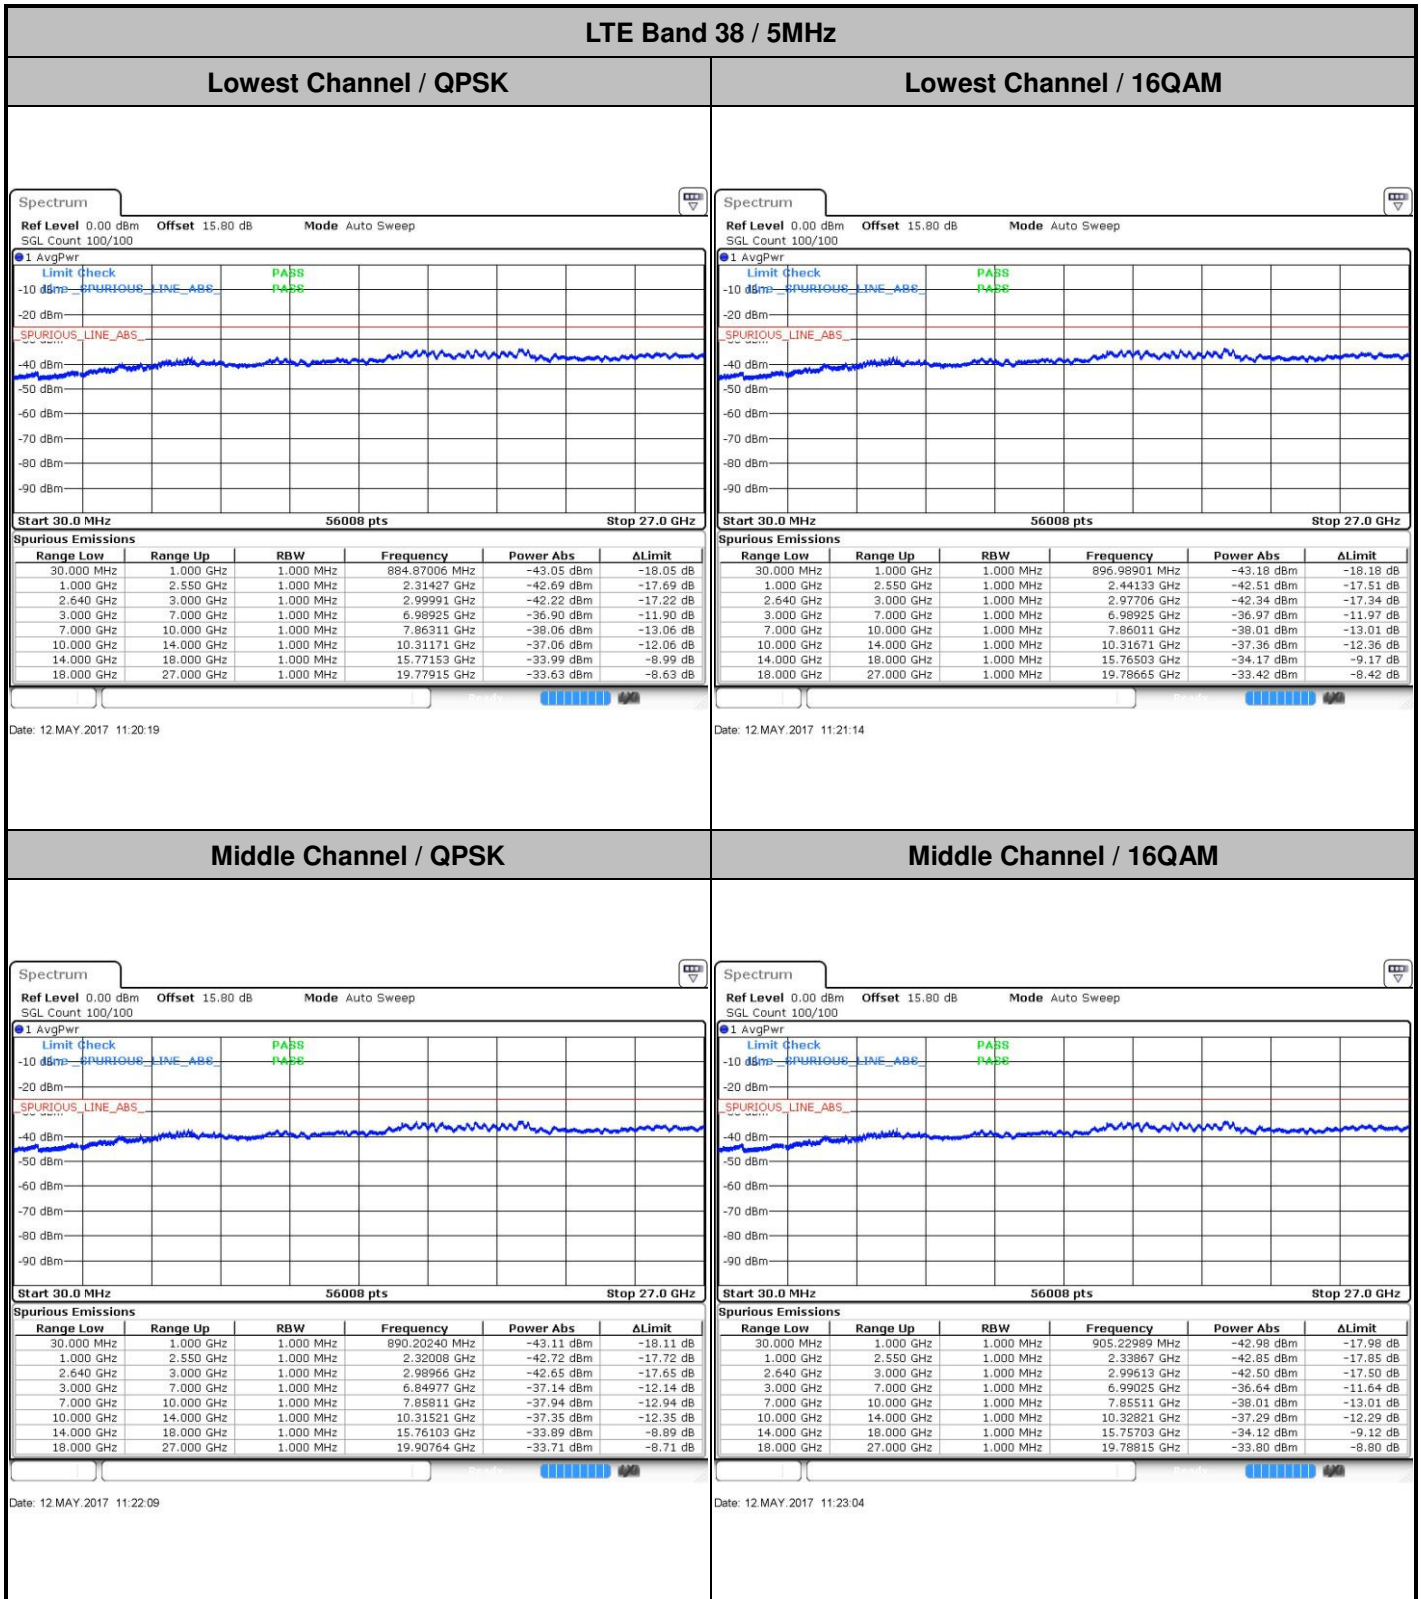 LTE Band 38 / 5MHz
Lowest Channel / QPSK
Lowest Channel / 16QAM
Spectrum
Ref Level 0.00 dBm Offset 15.80 dB Mode Auto Sweep
SGL Count 100/100
1 AvgPwr
Limit Check PASS
-10 dBm Line _SPURIOUS_LINE_ABS_ PASS
-20 dBm
_SPURIOUS_LINE_ABS_
-40 dBm
-50 dBm
-60 dBm
-70 dBm
-80 dBm
-90 dBm
Start 30.0 MHz 56008 pts Stop 27.0 GHz
Spurious Emissions
Range Low Range Up RBW Frequency Power Abs ΔLimit
30.000 MHz 1.000 GHz 1.000 MHz 884.87006 MHz -43.05 dBm -18.05 dB
1.000 GHz 2.550 GHz 1.000 MHz 2.31427 GHz -42.69 dBm -17.69 dB
2.640 GHz 3.000 GHz 1.000 MHz 2.99991 GHz -42.22 dBm -17.22 dB
3.000 GHz 7.000 GHz 1.000 MHz 6.98925 GHz -36.90 dBm -11.90 dB
7.000 GHz 10.000 GHz 1.000 MHz 7.86311 GHz -38.06 dBm -13.06 dB
10.000 GHz 14.000 GHz 1.000 MHz 10.31171 GHz -37.06 dBm -12.06 dB
14.000 GHz 18.000 GHz 1.000 MHz 15.77153 GHz -33.99 dBm -8.99 dB
18.000 GHz 27.000 GHz 1.000 MHz 19.77915 GHz -33.63 dBm -8.63 dB
Date: 12.MAY.2017 11:20:19
Spectrum
Ref Level 0.00 dBm Offset 15.80 dB Mode Auto Sweep
SGL Count 100/100
1 AvgPwr
Limit Check PASS
-10 dBm Line _SPURIOUS_LINE_ABS_ PASS
-20 dBm
_SPURIOUS_LINE_ABS_
-40 dBm
-50 dBm
-60 dBm
-70 dBm
-80 dBm
-90 dBm
Start 30.0 MHz 56008 pts Stop 27.0 GHz
Spurious Emissions
Range Low Range Up RBW Frequency Power Abs ΔLimit
30.000 MHz 1.000 GHz 1.000 MHz 896.98901 MHz -43.18 dBm -18.18 dB
1.000 GHz 2.550 GHz 1.000 MHz 2.44133 GHz -42.51 dBm -17.51 dB
2.640 GHz 3.000 GHz 1.000 MHz 2.97706 GHz -42.34 dBm -17.34 dB
3.000 GHz 7.000 GHz 1.000 MHz 6.98925 GHz -36.97 dBm -11.97 dB
7.000 GHz 10.000 GHz 1.000 MHz 7.86011 GHz -38.01 dBm -13.01 dB
10.000 GHz 14.000 GHz 1.000 MHz 10.31671 GHz -37.36 dBm -12.36 dB
14.000 GHz 18.000 GHz 1.000 MHz 15.76503 GHz -34.17 dBm -9.17 dB
18.000 GHz 27.000 GHz 1.000 MHz 19.78665 GHz -33.42 dBm -8.42 dB
Date: 12.MAY.2017 11:21:14
Middle Channel / QPSK
Middle Channel / 16QAM
Spectrum
Ref Level 0.00 dBm Offset 15.80 dB Mode Auto Sweep
SGL Count 100/100
1 AvgPwr
Limit Check PASS
-10 dBm Line _SPURIOUS_LINE_ABS_ PASS
-20 dBm
_SPURIOUS_LINE_ABS_
-40 dBm
-50 dBm
-60 dBm
-70 dBm
-80 dBm
-90 dBm
Start 30.0 MHz 56008 pts Stop 27.0 GHz
Spurious Emissions
Range Low Range Up RBW Frequency Power Abs ΔLimit
30.000 MHz 1.000 GHz 1.000 MHz 890.20240 MHz -43.11 dBm -18.11 dB
1.000 GHz 2.550 GHz 1.000 MHz 2.32008 GHz -42.72 dBm -17.72 dB
2.640 GHz 3.000 GHz 1.000 MHz 2.98966 GHz -42.65 dBm -17.65 dB
3.000 GHz 7.000 GHz 1.000 MHz 6.84977 GHz -37.14 dBm -12.14 dB
7.000 GHz 10.000 GHz 1.000 MHz 7.85811 GHz -37.94 dBm -12.94 dB
10.000 GHz 14.000 GHz 1.000 MHz 10.31521 GHz -37.35 dBm -12.35 dB
14.000 GHz 18.000 GHz 1.000 MHz 15.76103 GHz -33.89 dBm -8.89 dB
18.000 GHz 27.000 GHz 1.000 MHz 19.90764 GHz -33.71 dBm -8.71 dB
Date: 12.MAY.2017 11:22:09
Spectrum
Ref Level 0.00 dBm Offset 15.80 dB Mode Auto Sweep
SGL Count 100/100
1 AvgPwr
Limit Check PASS
-10 dBm Line _SPURIOUS_LINE_ABS_ PASS
-20 dBm
_SPURIOUS_LINE_ABS_
-40 dBm
-50 dBm
-60 dBm
-70 dBm
-80 dBm
-90 dBm
Start 30.0 MHz 56008 pts Stop 27.0 GHz
Spurious Emissions
Range Low Range Up RBW Frequency Power Abs ΔLimit
30.000 MHz 1.000 GHz 1.000 MHz 905.22989 MHz -42.98 dBm -17.98 dB
1.000 GHz 2.550 GHz 1.000 MHz 2.33867 GHz -42.85 dBm -17.85 dB
2.640 GHz 3.000 GHz 1.000 MHz 2.99613 GHz -42.50 dBm -17.50 dB
3.000 GHz 7.000 GHz 1.000 MHz 6.99025 GHz -36.64 dBm -11.64 dB
7.000 GHz 10.000 GHz 1.000 MHz 7.85511 GHz -38.01 dBm -13.01 dB
10.000 GHz 14.000 GHz 1.000 MHz 10.32821 GHz -37.29 dBm -12.29 dB
14.000 GHz 18.000 GHz 1.000 MHz 15.75703 GHz -34.12 dBm -9.12 dB
18.000 GHz 27.000 GHz 1.000 MHz 19.78815 GHz -33.80 dBm -8.80 dB
Date: 12.MAY.2017 11:23:04